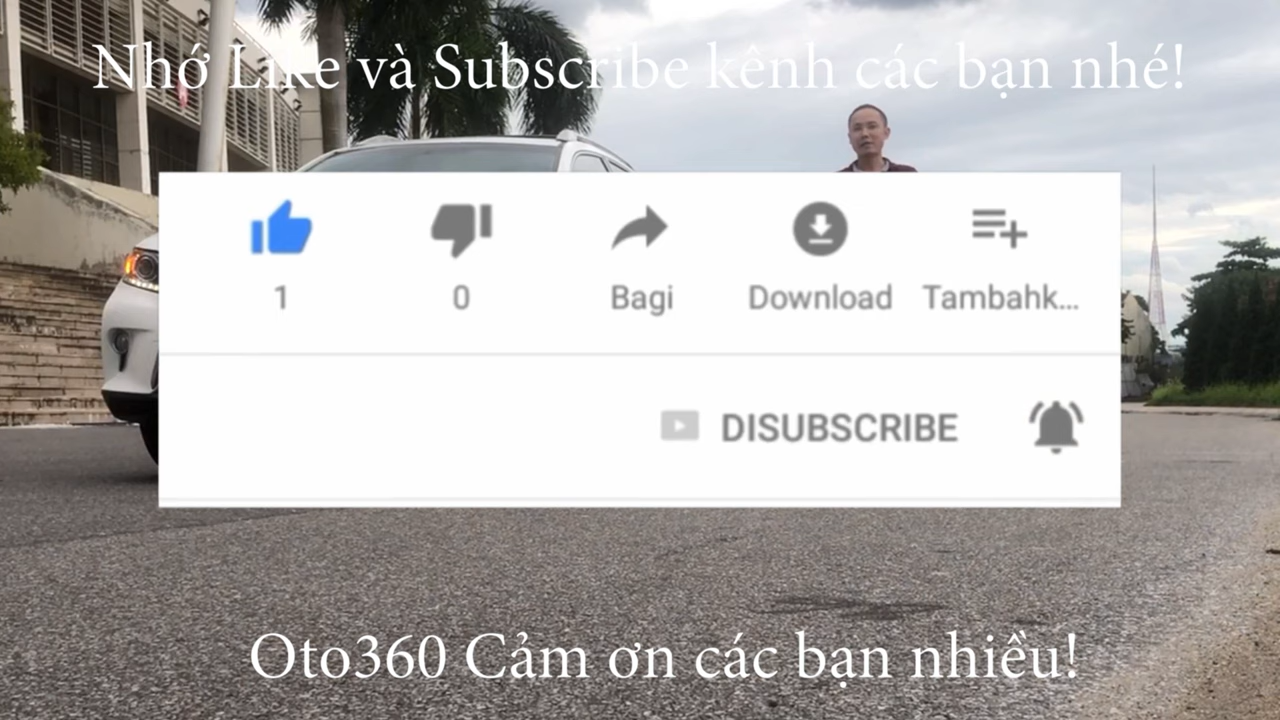 Nhớ Like và Subscribe kênh các bạn nhé!
1
0
Bagi
Download
Tambahk...
DISUBSCRIBE
Oto360 Cảm ơn các bạn nhiều!